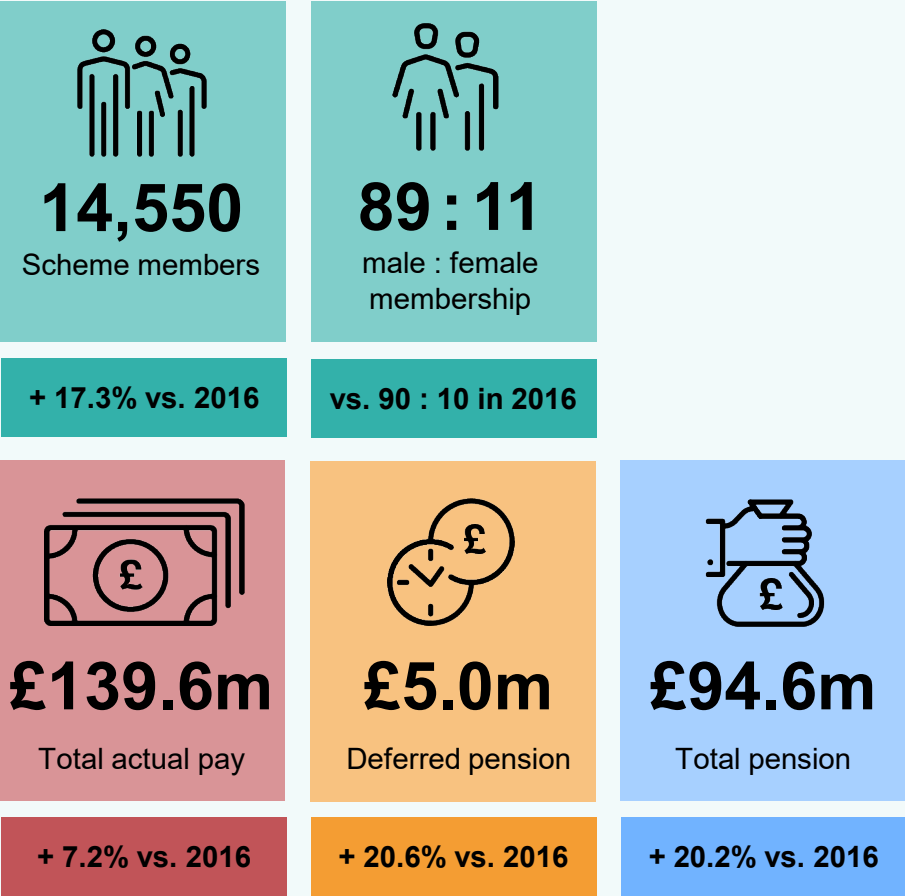 14,550
Scheme members
+ 17.3% vs. 2016
89 : 11
male : female
membership
vs. 90 : 10 in 2016
£
£139.6m
Total actual pay
+ 7.2% vs. 2016
£
£5.0m
Deferred pension
+ 20.6% vs. 2016
£
£94.6m
Total pension
+ 20.2% vs. 2016